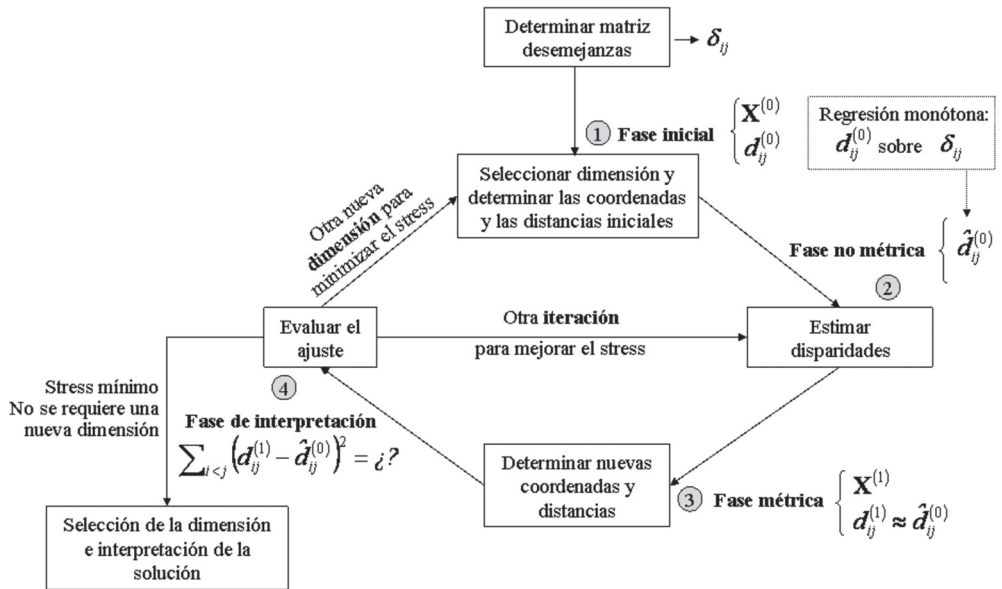 Determinar matriz
desemejanzas
δij
1 Fase inicial
X(0)
dij(0)
Regresión monótona:
dij(0) sobre δij
Seleccionar dimensión y
determinar las coordenadas
y las distancias iniciales
Otra nueva
dimensión para
minimizar el stress
Fase no métrica
d̂ij(0)
2
Evaluar el
ajuste
Otra iteración
para mejorar el stress
Estimar
disparidades
Stress mínimo
No se requiere una
nueva dimensión
4
Fase de interpretación
∑i<j (dij(1) − d̂ij(0))2 = ¿?
Determinar nuevas
coordenadas y
distancias
3 Fase métrica
X(1)
dij(1) ≈ d̂ij(0)
Selección de la dimensión
e interpretación de la
solución